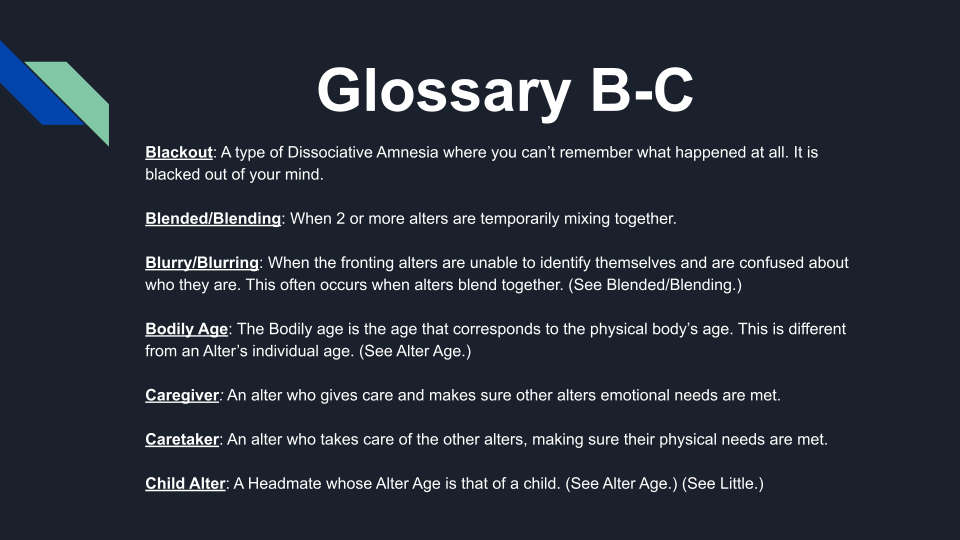 Glossary B-C
Blackout: A type of Dissociative Amnesia where you can’t remember what happened at all. It is
blacked out of your mind.
Blended/Blending: When 2 or more alters are temporarily mixing together.
Blurry/Blurring: When the fronting alters are unable to identify themselves and are confused about
who they are. This often occurs when alters blend together. (See Blended/Blending.)
Bodily Age: The Bodily age is the age that corresponds to the physical body’s age. This is different
from an Alter’s individual age. (See Alter Age.)
Caregiver: An alter who gives care and makes sure other alters emotional needs are met.
Caretaker: An alter who takes care of the other alters, making sure their physical needs are met.
Child Alter: A Headmate whose Alter Age is that of a child. (See Alter Age.) (See Little.)